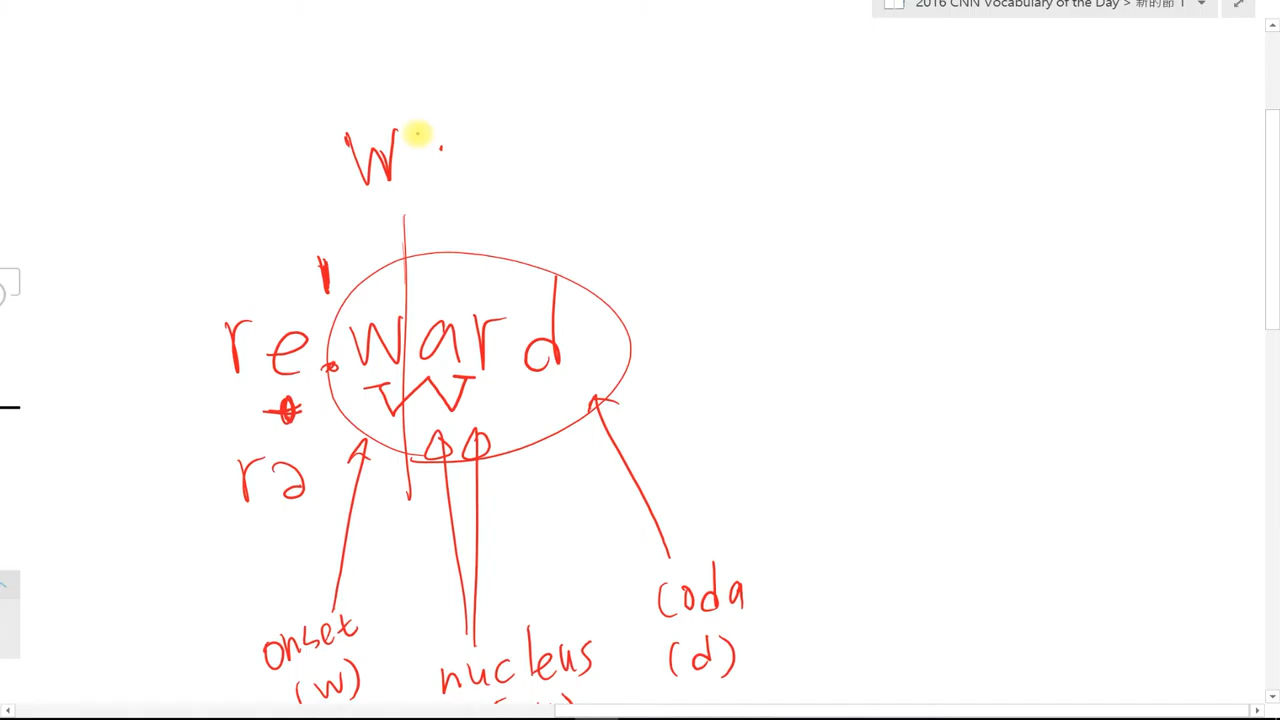 2016 CNN Vocabulary of the Day > 新的節 1
W
re.ward
rə
onset
(w)
nucleus
coda
(d)